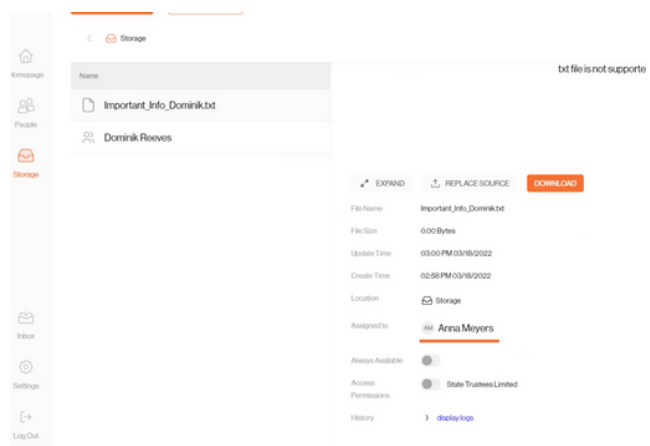 Storage
Homepage
Name
txt file is not supporte
Important_Info_Dominik.txt
People
Dominik Reeves
Storage
EXPAND
REPLACE SOURCE
DOWNLOAD
File Name
Important_Info_Dominik.txt
File Size
0.00 Bytes
Update Time
03:00 PM 03/18/2022
Create Time
02:58 PM 03/18/2022
Location
Storage
Assigned to
AM
Anna Meyers
Inbox
Always Available
Settings
Access Permissions
State Trustees Limited
History
display logs
Log Out